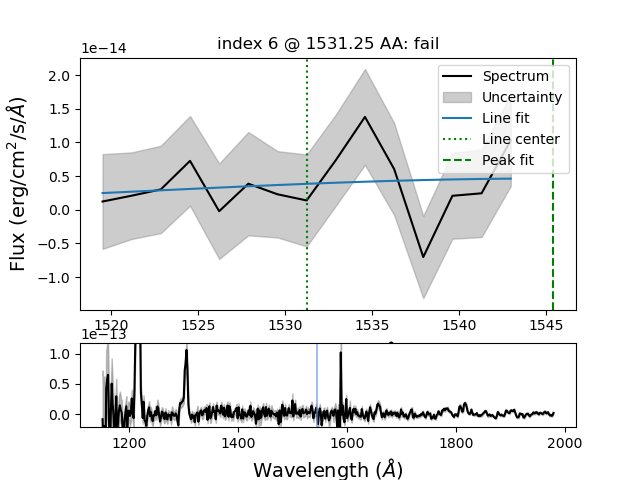 index 6 @ 1531.25 AA: fail
1e−14
2.0
1.5
1.0
0.5
0.0
−0.5
−1.0
Flux (erg/cm²/s/Å)
Spectrum
Uncertainty
Line fit
Line center
Peak fit
1520 1525 1530 1535 1540 1545
1e−13
1.0
0.5
0.0
1200 1400 1600 1800 2000
Wavelength (Å)